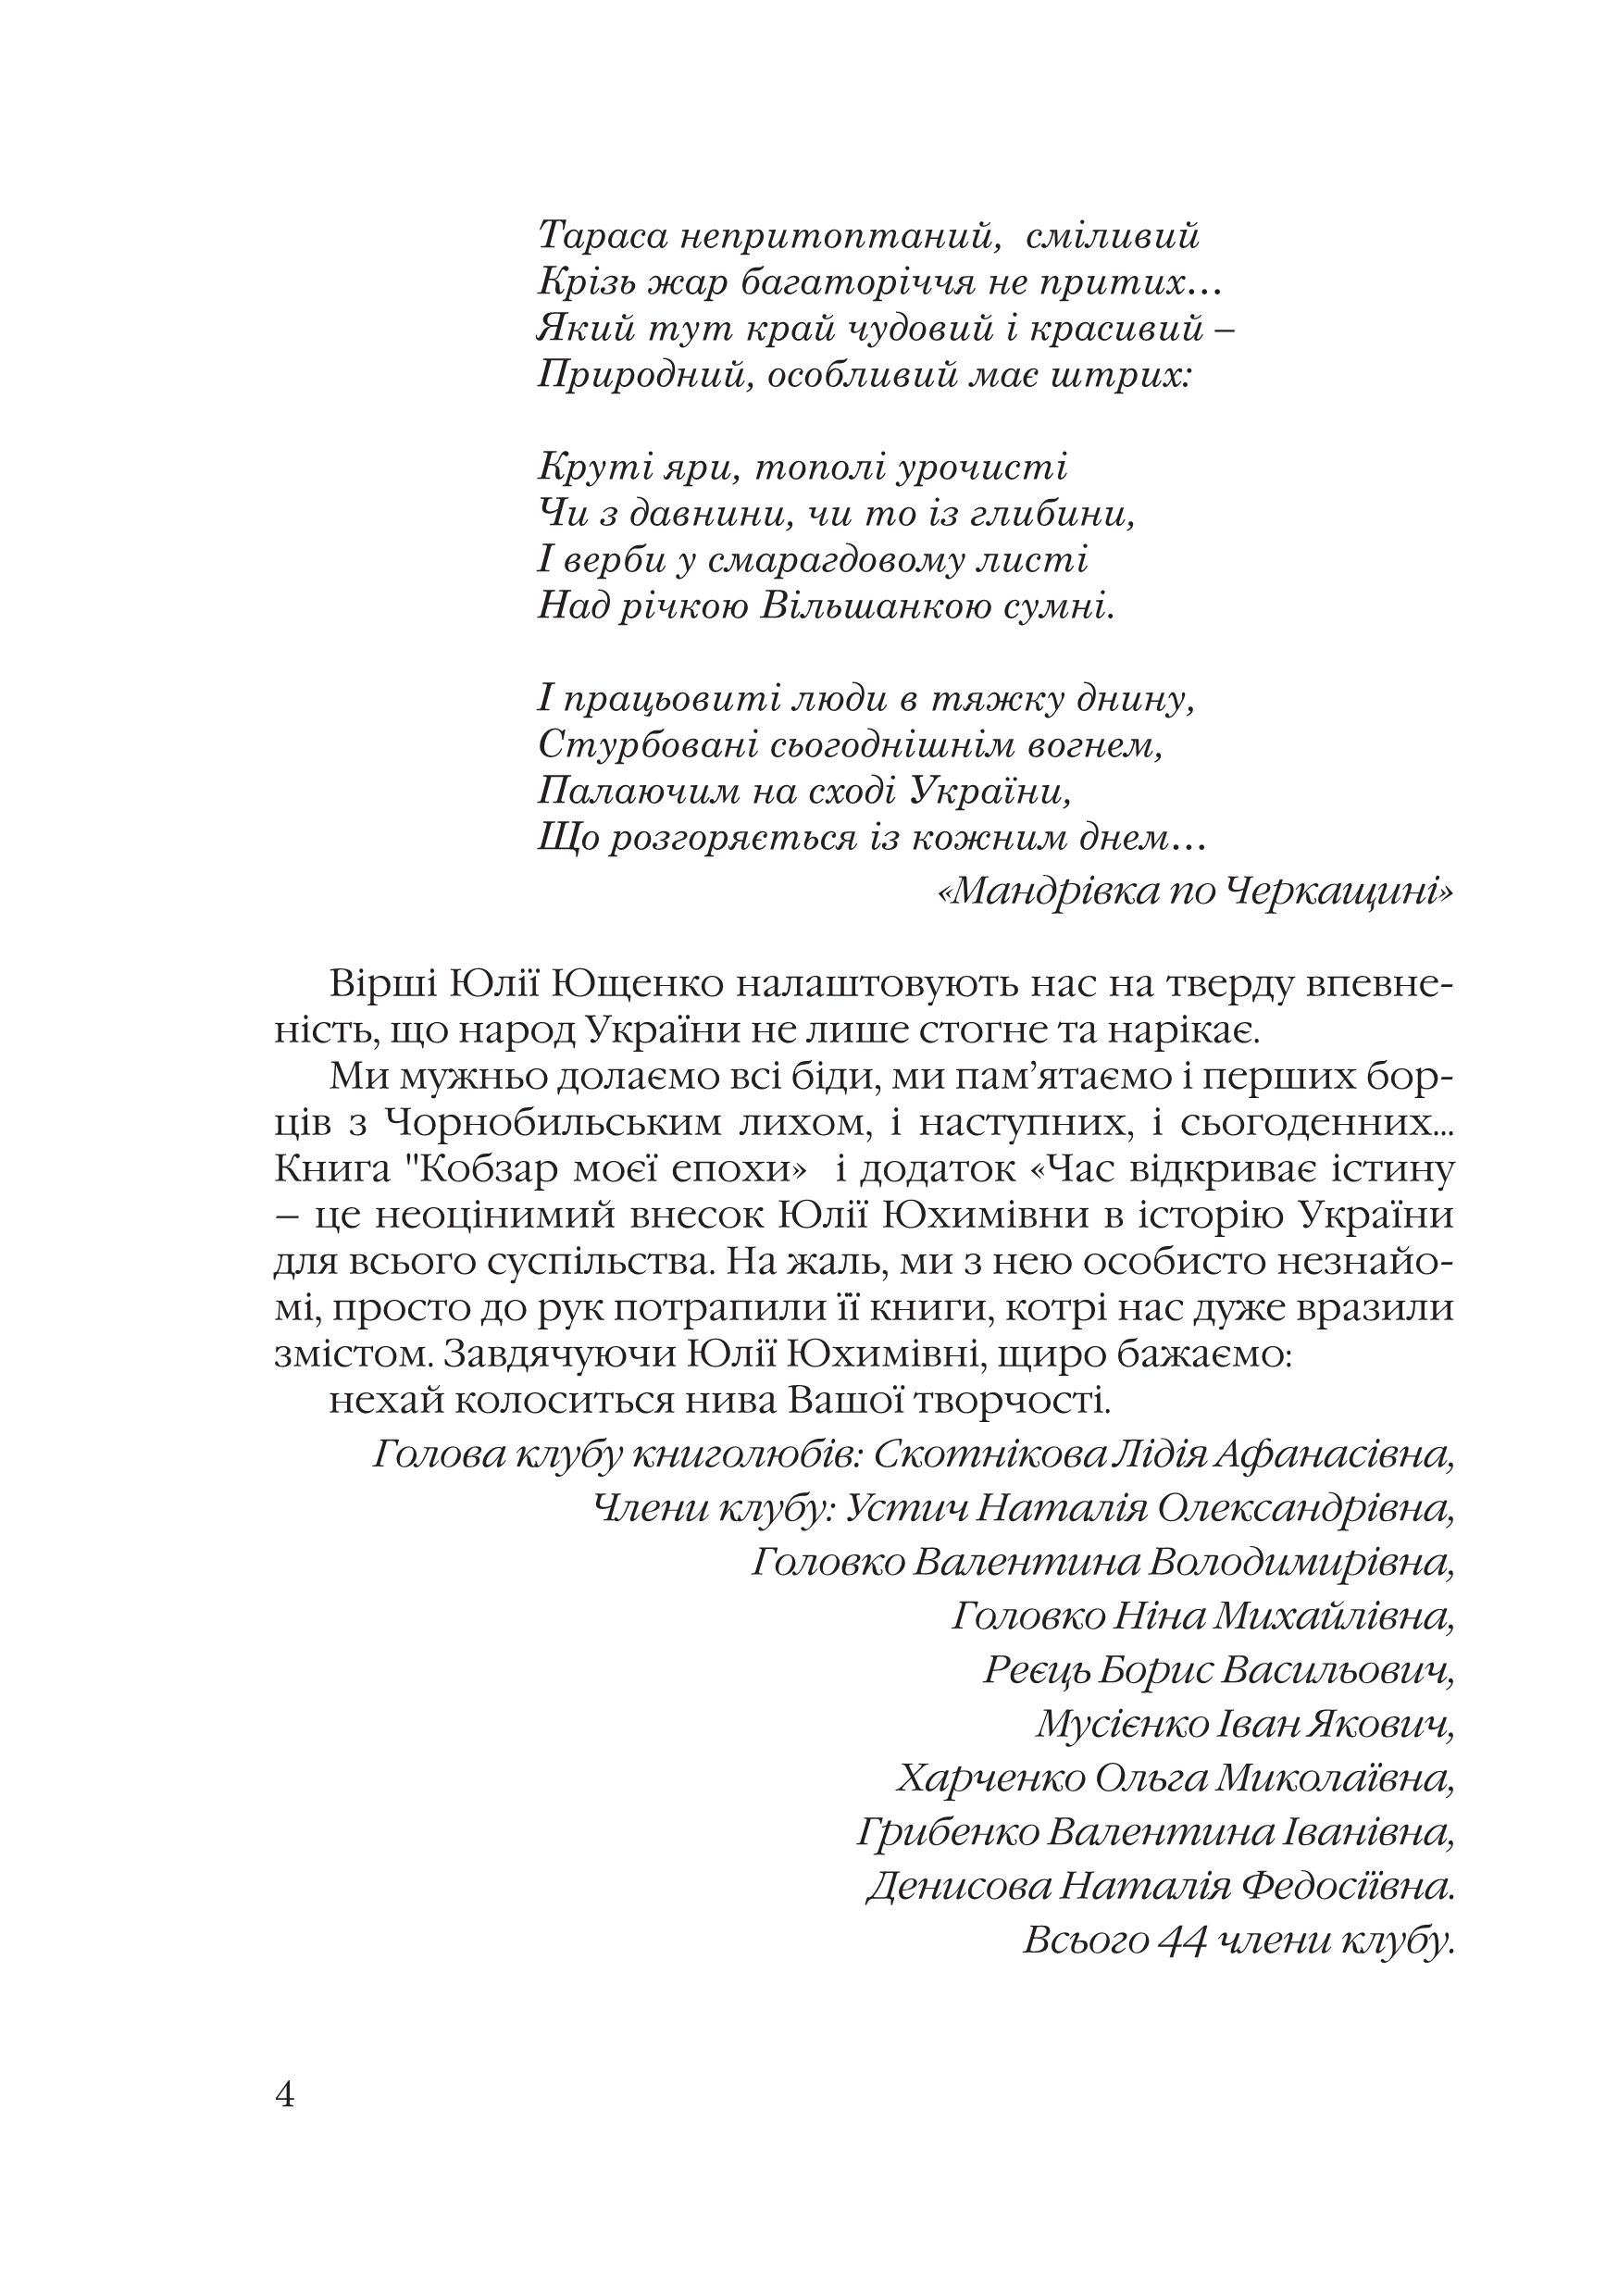 Тараса непритоптаний,  сміливий
Крізь жар багаторіччя не притих…
Який тут край чудовий і красивий –
Природний, особливий має штрих:
Круті яри, тополі урочисті
Чи з давнини, чи то із глибини,
І верби у смарагдовому листі
Над річкою Вільшанкою сумні.
І працьовиті люди в тяжку днину,
Стурбовані сьогоднішнім вогнем,
Палаючим на сході України,
Що розгоряється із кожним днем…
«Мандрівка по Черкащині»
Вірші Юлії Ющенко налаштовують нас на тверду впевне-
ність, що народ України не лише стогне та нарікає.
Ми мужньо долаємо всі біди, ми пам’ятаємо і перших бор-
ців з Чорнобильським лихом, і наступних, і сьогоденних...
Книга "Кобзар моєї епохи»  і додаток «Час відкриває істину
– це неоцінимий внесок Юлії Юхимівни в історію України
для всього суспільства. На жаль, ми з нею особисто незнайо-
мі, просто до рук потрапили її книги, котрі нас дуже вразили
змістом. Завдячуючи Юлії Юхимівні, щиро бажаємо:
нехай колоситься нива Вашої творчості.
Голова клубу книголюбів: Скотнікова Лідія Афанасівна,
Члени клубу: Устич Наталія Олександрівна,
Головко Валентина Володимирівна,
Головко Ніна Михайлівна,
Реєць Борис Васильович,
Мусієнко Іван Якович,
Харченко Ольга Миколаївна,
Грибенко Валентина Іванівна,
Денисова Наталія Федосіївна.
Всього 44 члени клубу.
4